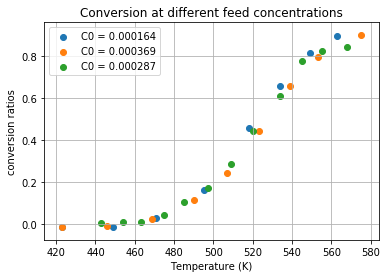 Conversion at different feed concentrations
C0 = 0.000164
C0 = 0.000369
C0 = 0.000287
conversion ratios
0.8
0.6
0.4
0.2
0.0
420 440 460 480 500 520 540 560 580
Temperature (K)